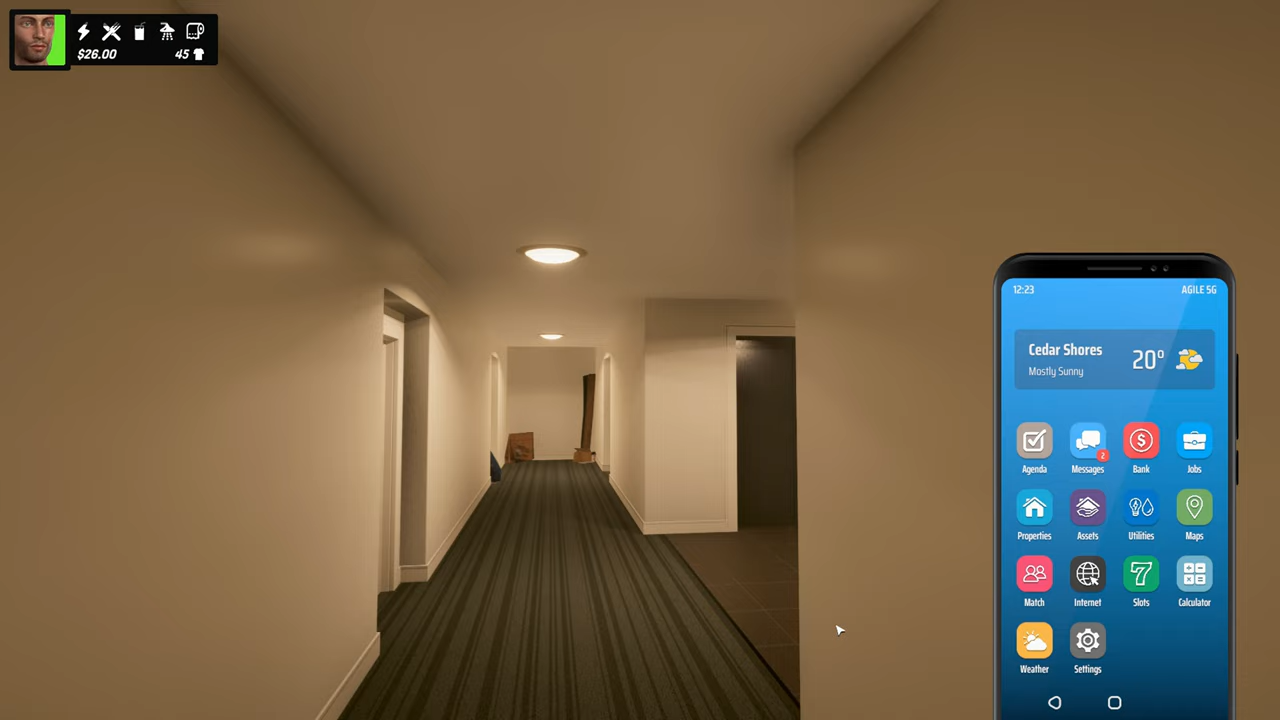 $26.00 45
12:23 AGILE 5G
Cedar Shores
20°
Mostly Sunny
Agenda Messages Bank Jobs
2
Properties Assets Utilities Maps
Match Internet Slots Calculator
Weather Settings